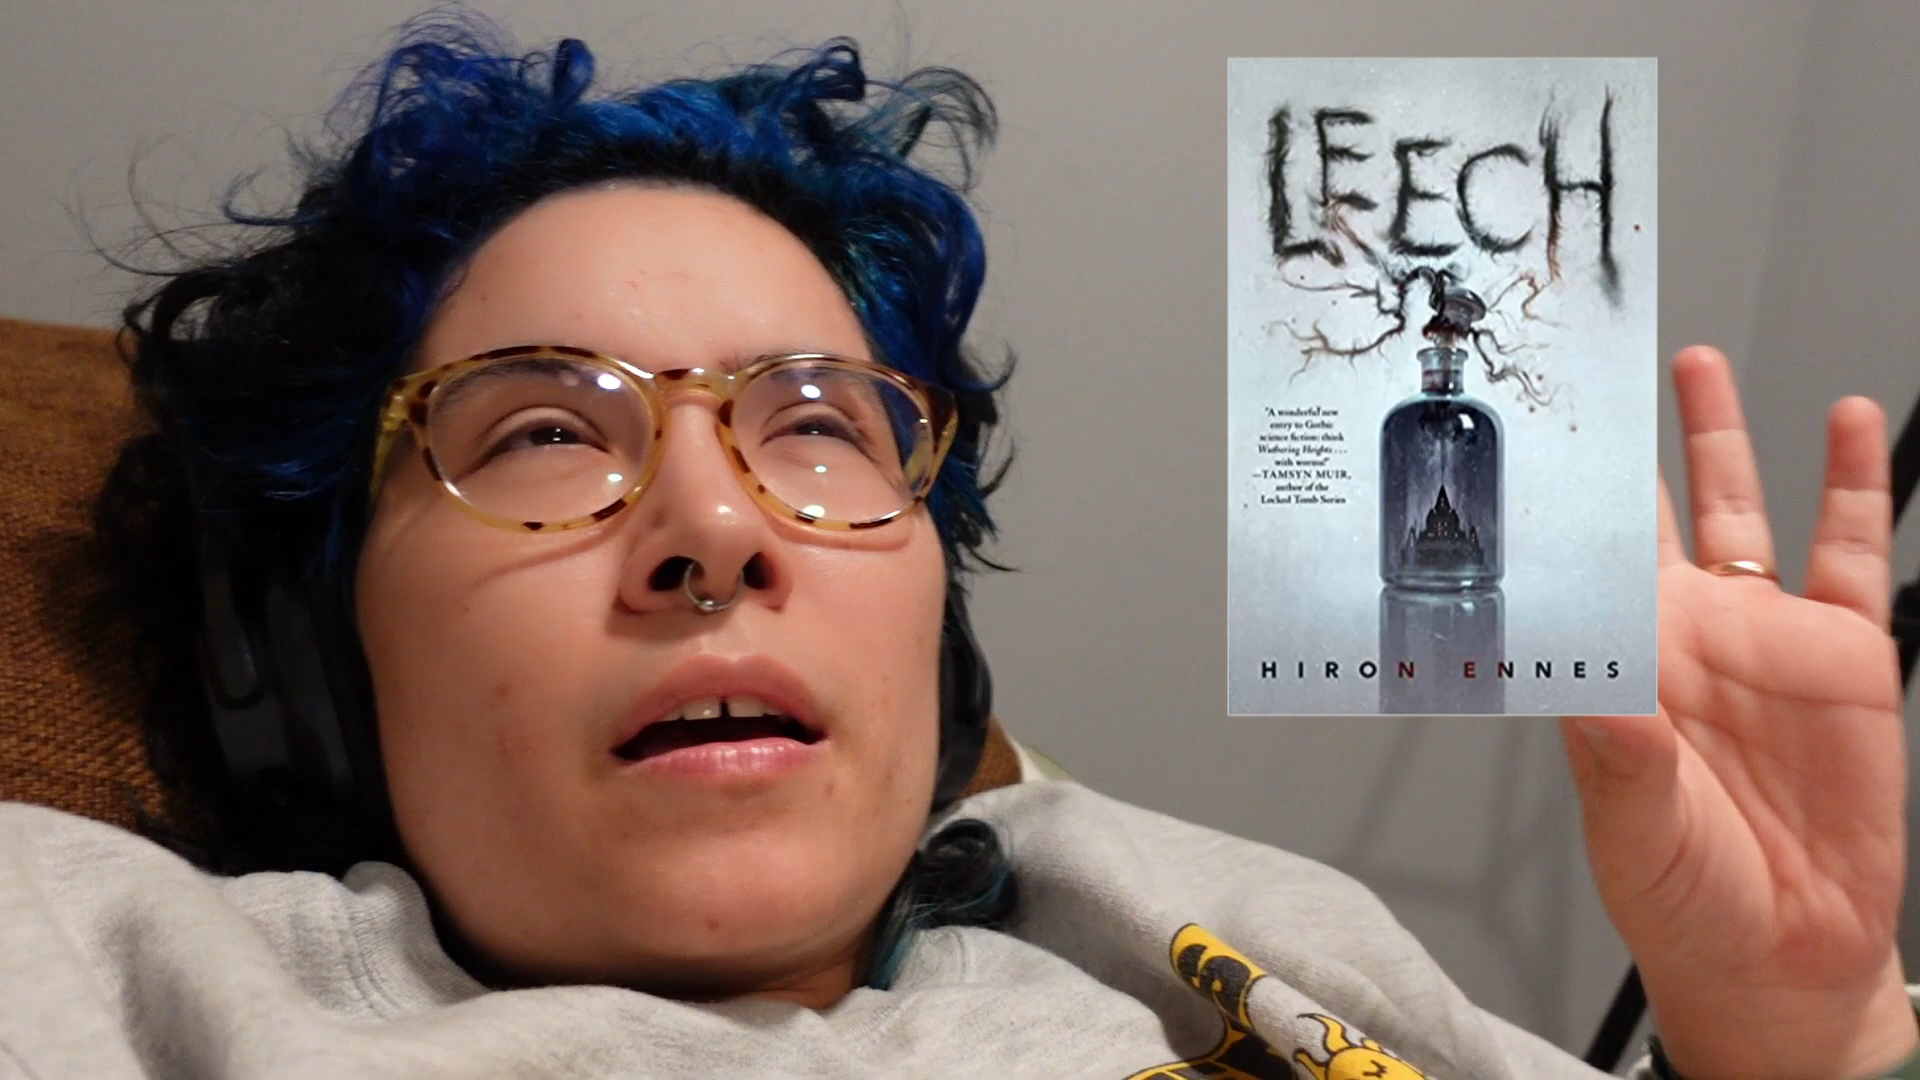 LEECH
"A wonderful new
entry to Gothic
science fiction: think
Wuthering Heights...
with worms!"
—TAMSYN MUIR,
author of the
Locked Tomb Series
HIRON ENNES